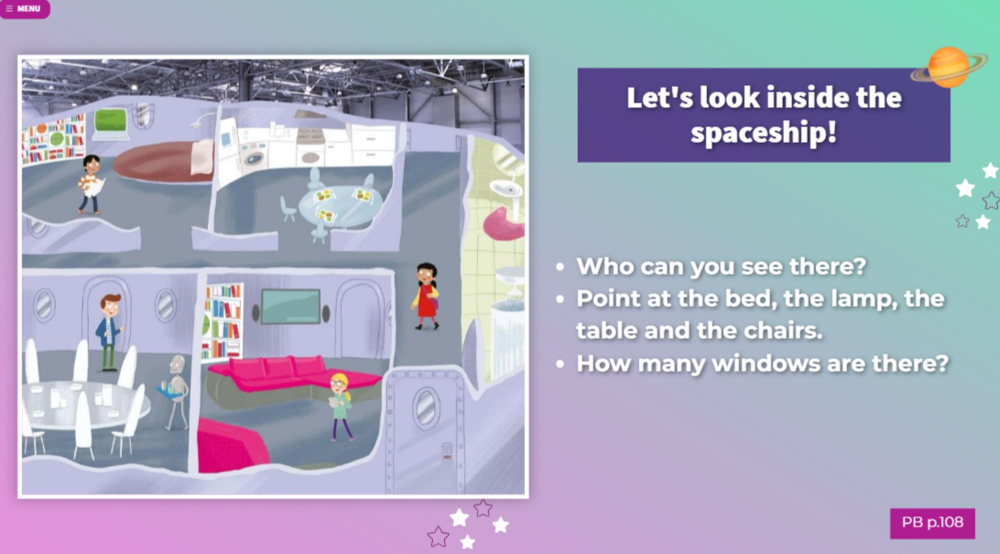 MENU
Let's look inside the
spaceship!
Who can you see there?
Point at the bed, the lamp, the
table and the chairs.
How many windows are there?
PB p.108